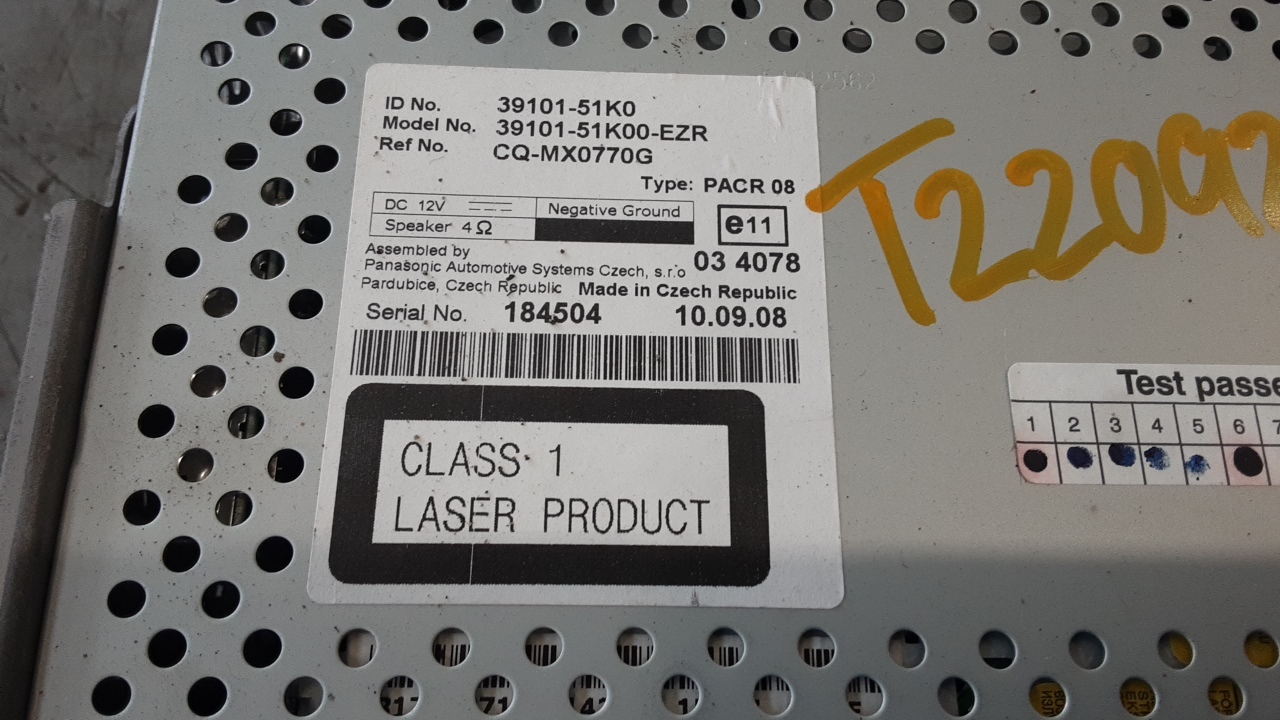 ID No. 39101-51K0
Model No. 39101-51K00-EZR
Ref No. CQ-MX0770G
Type: PACR 08
DC 12V Negative Ground
Speaker 4Ω
e11
Assembled by
Panasonic Automotive Systems Czech, s.r.o 03 4078
Pardubice, Czech Republic Made in Czech Republic
Serial No. 184504 10.09.08
CLASS 1
LASER PRODUCT
T22097
Test passe
1 2 3 4 5 6 7